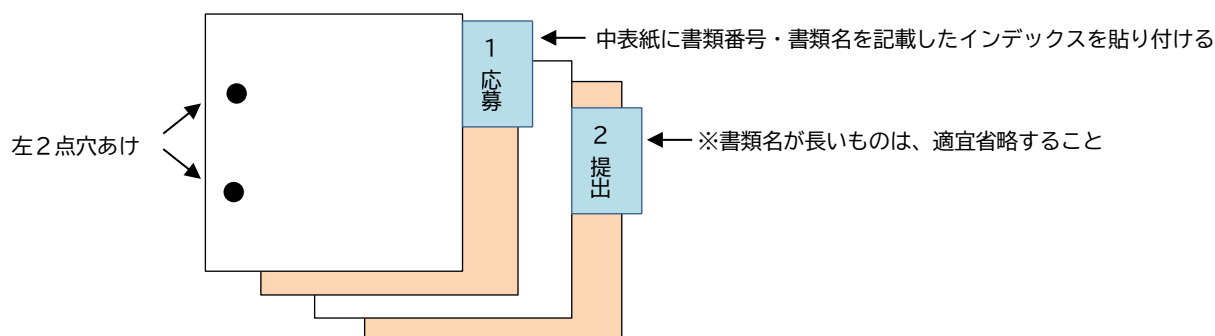 中表紙に書類番号・書類名を記載したインデックスを貼り付ける
１応募
左２点穴あけ
※書類名が長いものは、適宜省略すること
２提出